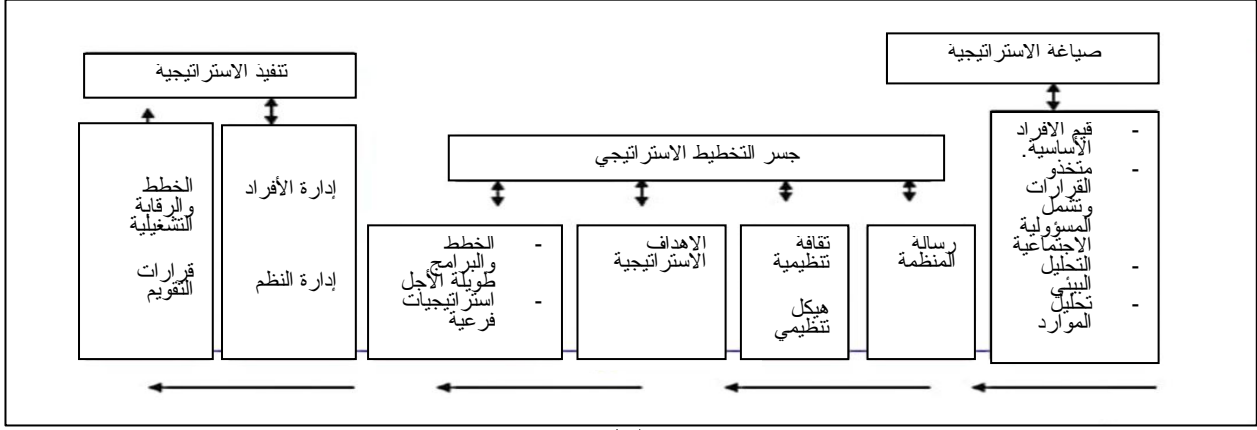 صياغة الاستراتيجية
تنفيذ الاستراتيجية
جسر التخطيط الاستراتيجي
- قيم الافراد
الأساسية.
- متخذو
القرارات
وتشمل
المسؤولية
الاجتماعية
- التحليل
البيئي
- تحليل
الموارد
رسالة
المنظمة
ثقافة
تنظيمية
هيكل
تنظيمي
الاهداف
الاستراتيجية
- الخطط
والبرامج
طويلة الأجل
- استراتيجيات
فرعية
إدارة الأفراد
إدارة النظم
الخطط
والرقابة
التشغيلية
قرارات
التقويم